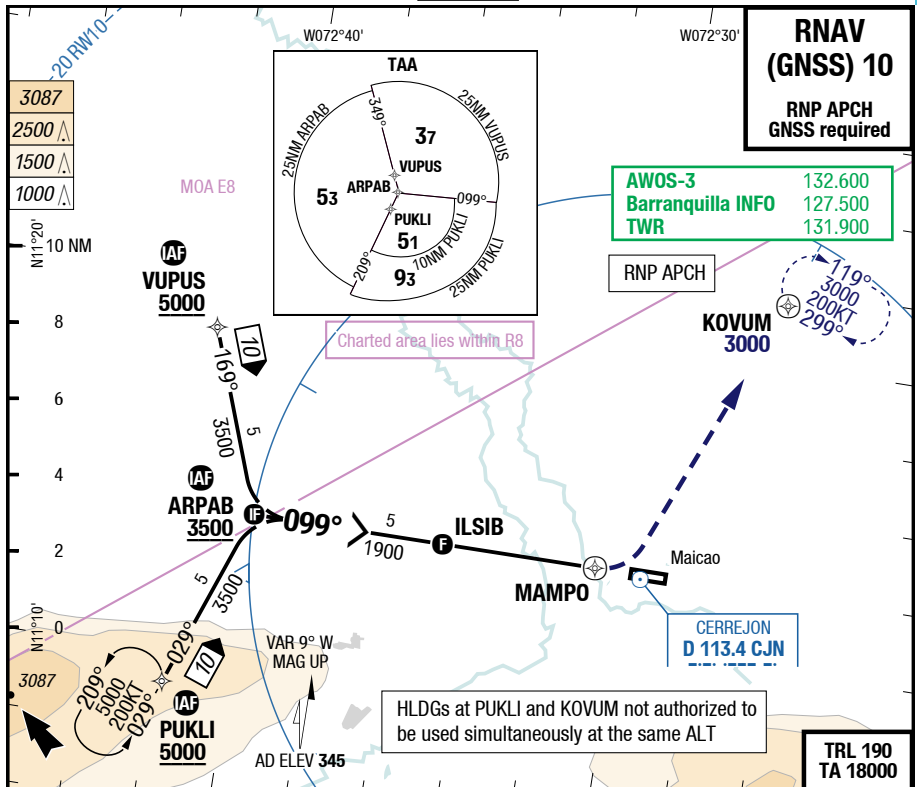 W072°40'
W072°30'
20 RW10
RNAV
(GNSS) 10
RNP APCH
GNSS required
3087
2500
1500
1000
MOA E8
TAA
25NM ARPAB
25NM VUPUS
349°
37
VUPUS
ARPAB
099°
53
PUKLI
51
10NM PUKLI
209°
93
25NM PUKLI
AWOS-3 132.600
Barranquilla INFO 127.500
TWR 131.900
N11°20'
10 NM
8
6
4
2
0
N11°10'
IAF
VUPUS
5000
10
169°
5
3500
RNP APCH
119°
3000
200KT
299°
KOVUM
3000
Charted area lies within R8
IAF
ARPAB
3500
IF
099°
5
1900
ILSIB
F
MAMPO
Maicao
5
3500
029°
10
CERREJON
D 113.4 CJN
VAR 9° W
MAG UP
3087
209°
5000
200KT
029°
IAF
PUKLI
5000
AD ELEV 345
HLDGs at PUKLI and KOVUM not authorized to
be used simultaneously at the same ALT
TRL 190
TA 18000